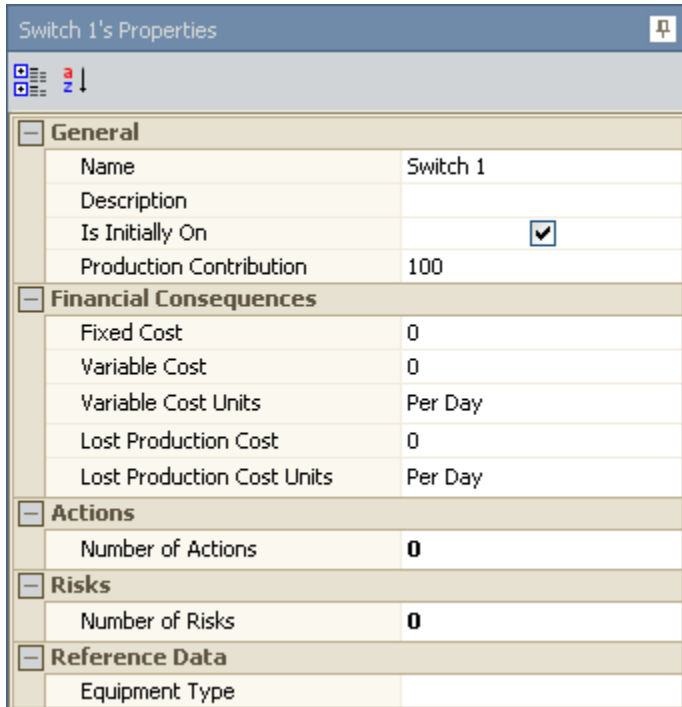 Switch 1's Properties
a
z
General
Name Switch 1
Description
Is Initially On
Production Contribution 100
Financial Consequences
Fixed Cost 0
Variable Cost 0
Variable Cost Units Per Day
Lost Production Cost 0
Lost Production Cost Units Per Day
Actions
Number of Actions 0
Risks
Number of Risks 0
Reference Data
Equipment Type